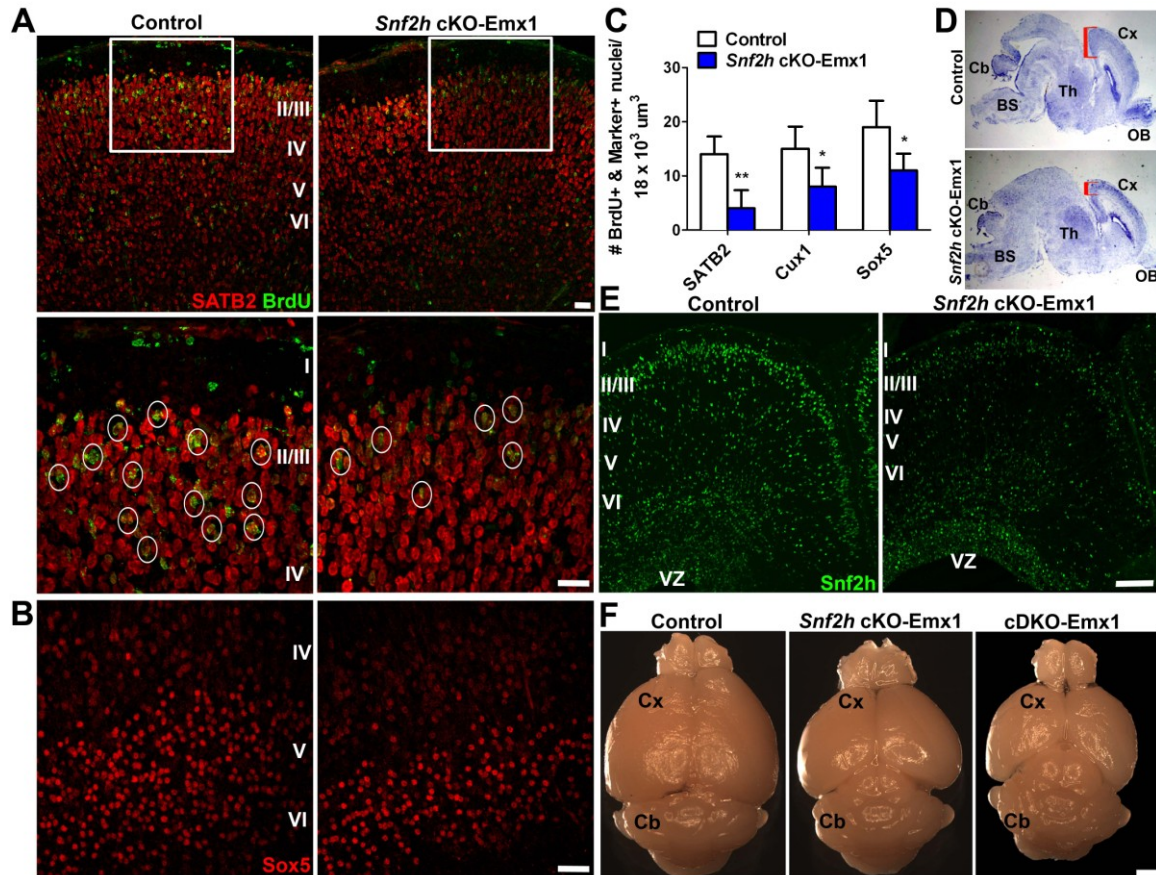 A
Control
Snf2h cKO-Emx1
II/III
IV
V
VI
SATB2 BrdU
I
II/III
IV
B
IV
V
VI
Sox5
C
Control
Snf2h cKO-Emx1
# BrdU+ & Marker+ nuclei/
18 x 10³ um³
30
20
10
0
**
*
*
SATB2
Cux1
Sox5
D
Control
Cx
Cb
BS
Th
OB
Snf2h cKO-Emx1
Cx
Cb
BS
Th
OB
E
Control
Snf2h cKO-Emx1
I
II/III
IV
V
VI
VZ
Snf2h
I
II/III
IV
V
VI
VZ
F
Control
Snf2h cKO-Emx1
cDKO-Emx1
Cx
Cb
Cx
Cb
Cx
Cb